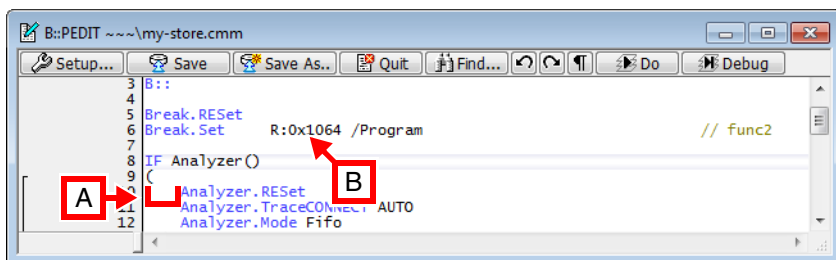 B::PEDIT ~~~\my-store.cmm
Setup... Save Save As.. Quit Find... ¶ Do Debug
3 B::
4
5 Break.RESet
6 Break.Set R:0x1064 /Program // func2
7
8 IF Analyzer()
9 (
Analyzer.RESet
11 Analyzer.TraceCONNECT AUTO
12 Analyzer.Mode Fifo
A
B